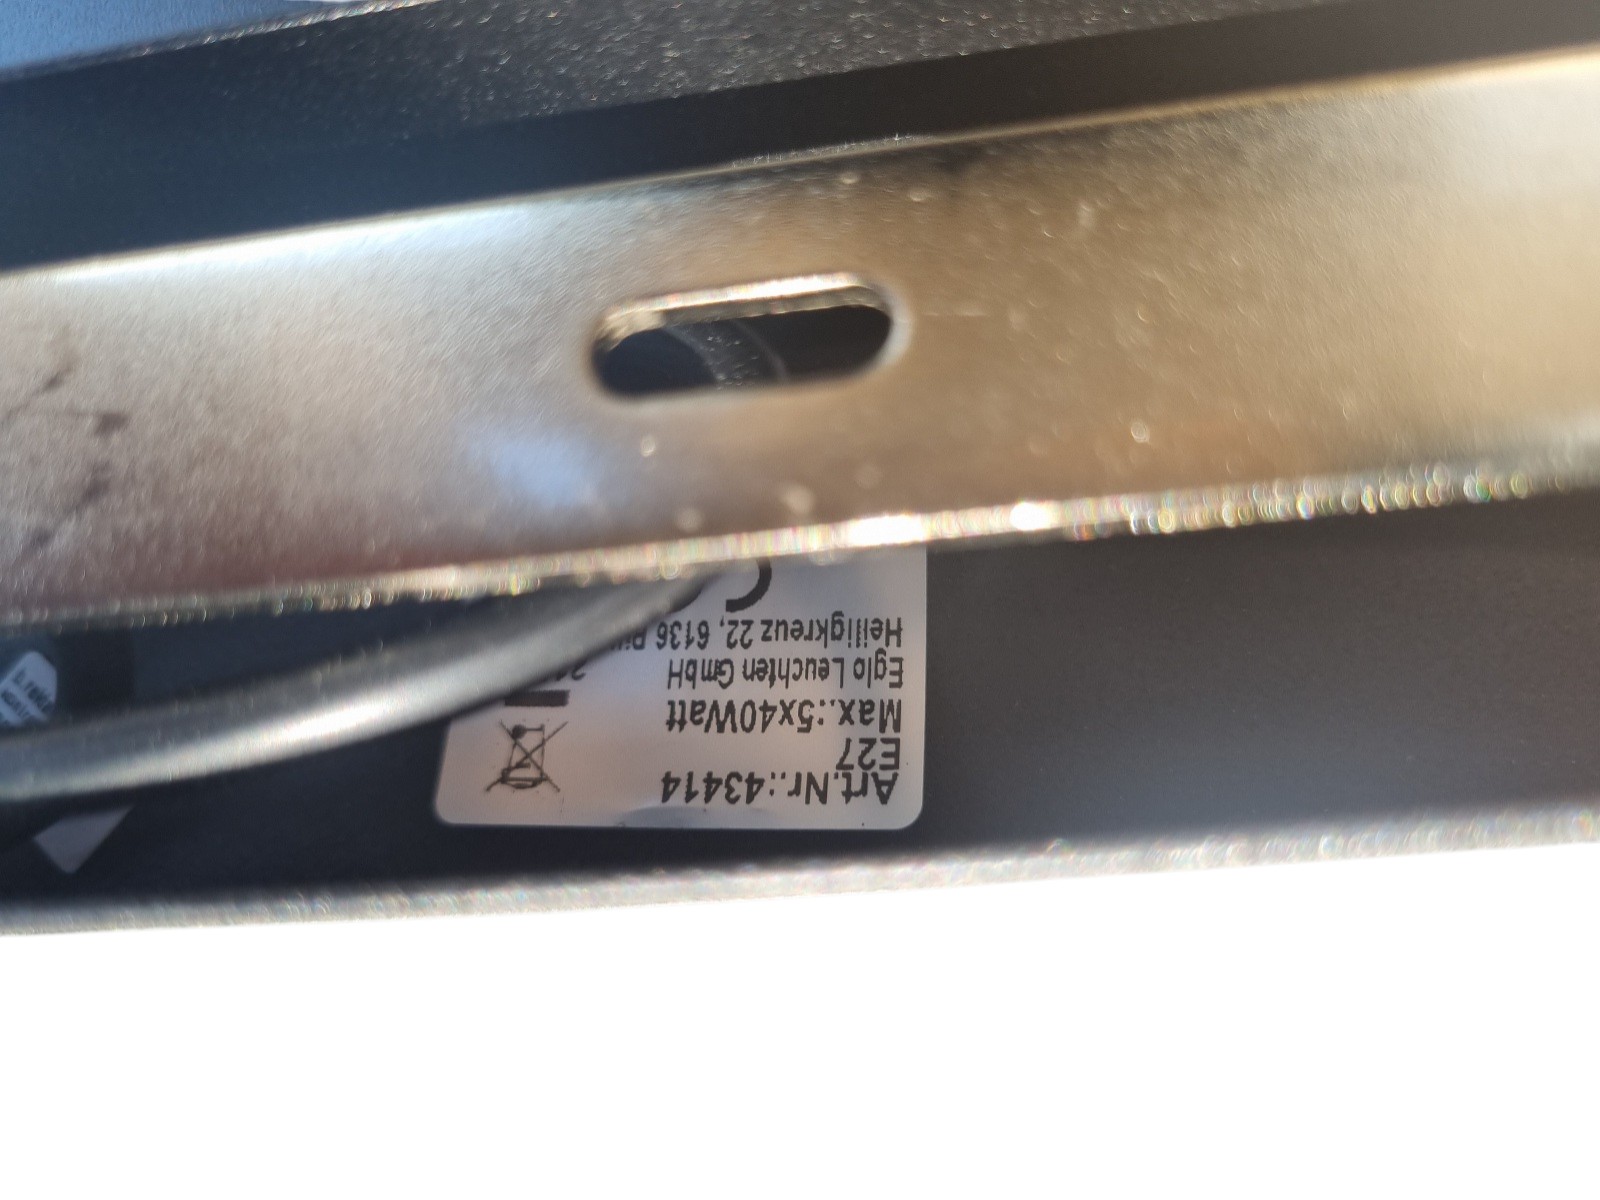 Art.Nr.:43414
E27
Max.:5x40Watt
Eglo Leuchten GmbH
Heiligkreuz 22, 6136